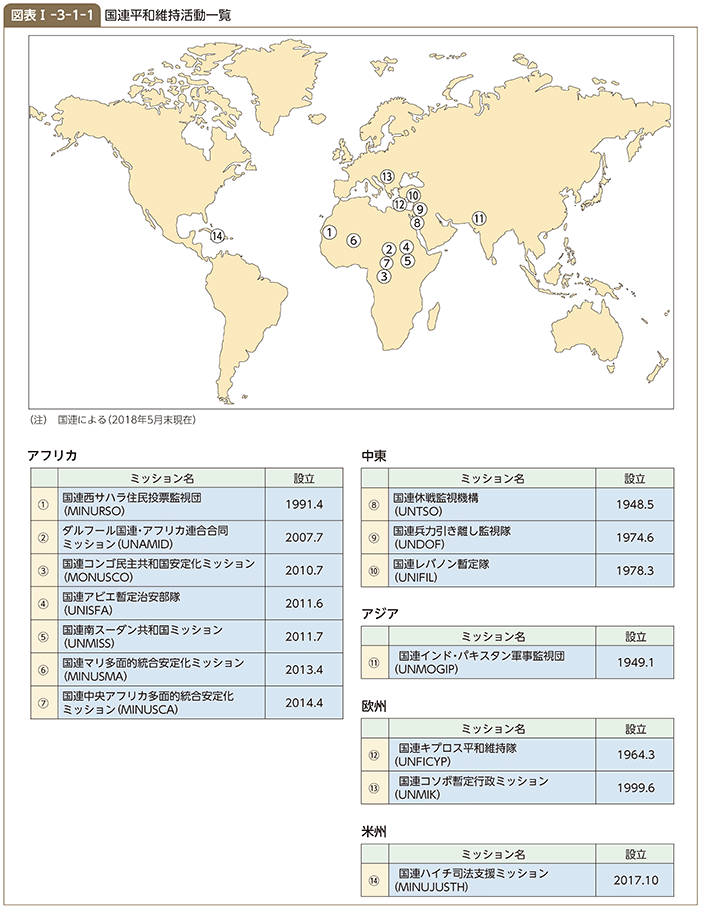 図表Ⅰ-3-1-1 国連平和維持活動一覧
⑬
⑩
⑫
⑨
⑪
⑧
⑭
①
⑥
②
④
⑦
⑤
③
(注) 国連による(2018年5月末現在)
アフリカ
ミッション名 設立
① 国連西サハラ住民投票監視団
(MINURSO) 1991.4
② ダルフール国連・アフリカ連合合同
ミッション(UNAMID) 2007.7
③ 国連コンゴ民主共和国安定化ミッション
(MONUSCO) 2010.7
④ 国連アビエ暫定治安部隊
(UNISFA) 2011.6
⑤ 国連南スーダン共和国ミッション
(UNMISS) 2011.7
⑥ 国連マリ多面的統合安定化ミッション
(MINUSMA) 2013.4
⑦ 国連中央アフリカ多面的統合安定化
ミッション(MINUSCA) 2014.4
中東
ミッション名 設立
⑧ 国連休戦監視機構
(UNTSO) 1948.5
⑨ 国連兵力引き離し監視隊
(UNDOF) 1974.6
⑩ 国連レバノン暫定隊
(UNIFIL) 1978.3
アジア
ミッション名 設立
⑪ 国連インド・パキスタン軍事監視団
(UNMOGIP) 1949.1
欧州
ミッション名 設立
⑫ 国連キプロス平和維持隊
(UNFICYP) 1964.3
⑬ 国連コソボ暫定行政ミッション
(UNMIK) 1999.6
米州
ミッション名 設立
⑭ 国連ハイチ司法支援ミッション
(MINUJUSTH) 2017.10